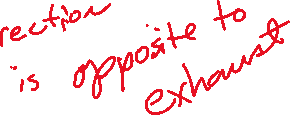 rection
is opposite to
exhaust